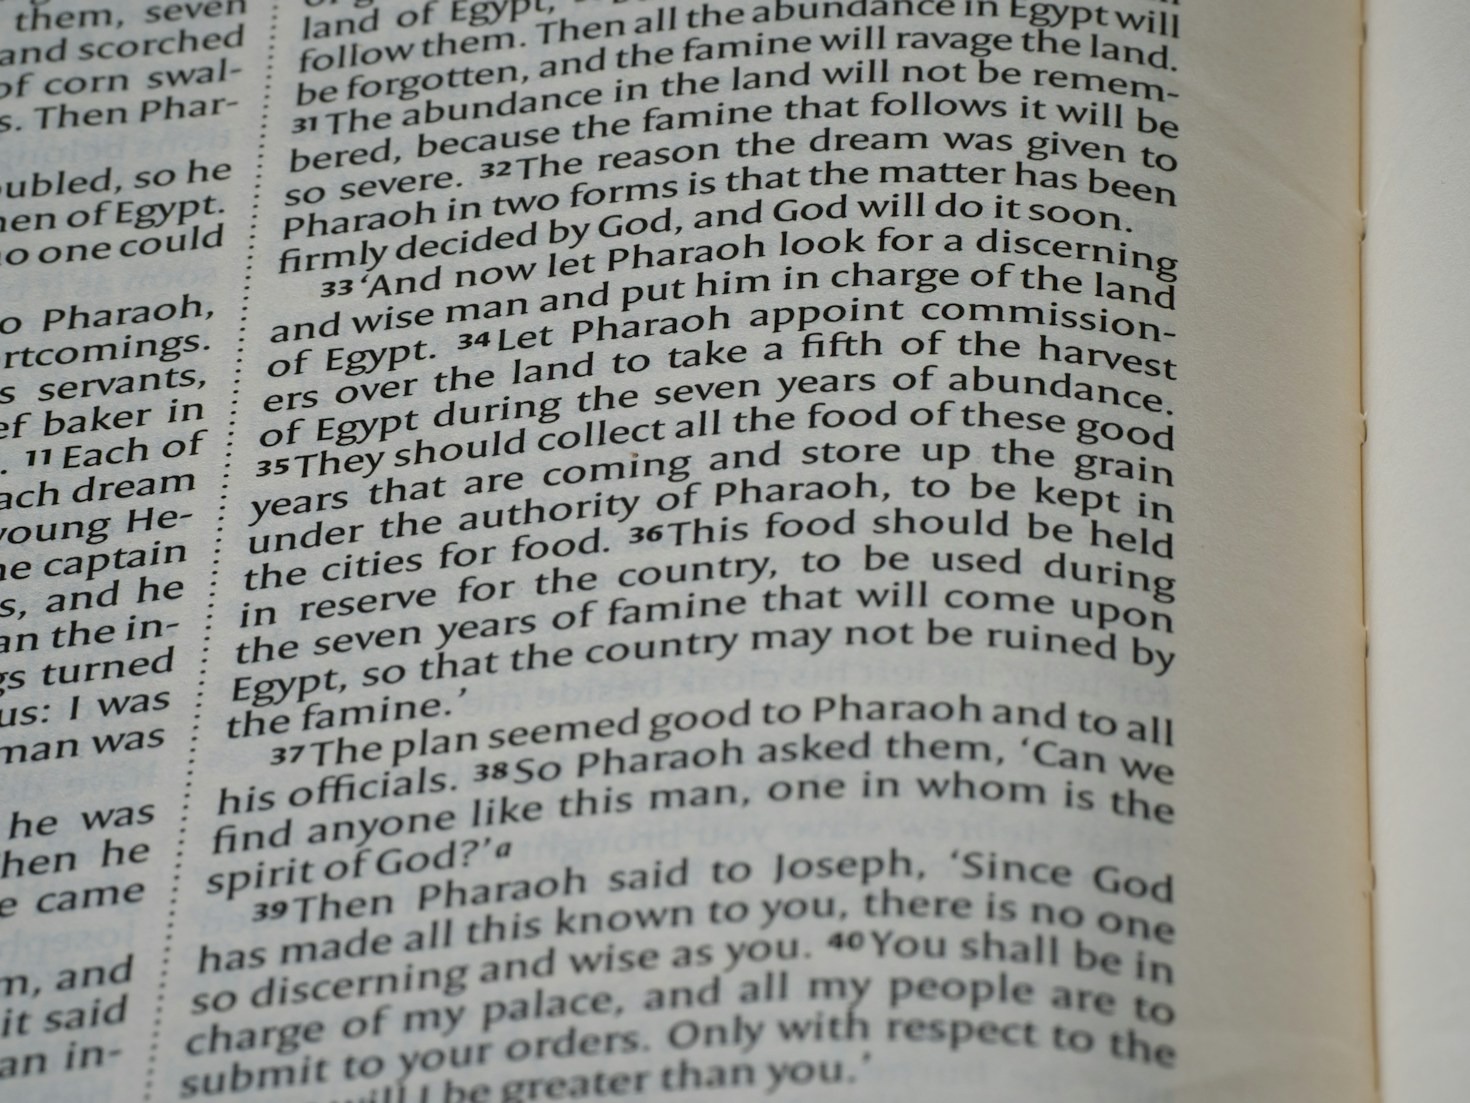 them, seven
and scorched
of corn swal-
s. Then Phar-
ubled, so he
men of Egypt.
no one could
o Pharaoh,
rtcomings.
s servants,
ef baker in
. 11 Each of
ach dream
young He-
he captain
s, and he
an the in-
gs turned
us: I was
man was
he was
hen he
e came
m, and
it said
an in-
land of Egypt,
follow them. Then all the abundance in Egypt will
be forgotten, and the famine will ravage the land.
31 The abundance in the land will not be remem-
bered, because the famine that follows it will be
so severe. 32 The reason the dream was given to
Pharaoh in two forms is that the matter has been
firmly decided by God, and God will do it soon.
33 ‘And now let Pharaoh look for a discerning
and wise man and put him in charge of the land
of Egypt. 34 Let Pharaoh appoint commission-
ers over the land to take a fifth of the harvest
of Egypt during the seven years of abundance.
35 They should collect all the food of these good
years that are coming and store up the grain
under the authority of Pharaoh, to be kept in
the cities for food. 36 This food should be held
in reserve for the country, to be used during
the seven years of famine that will come upon
Egypt, so that the country may not be ruined by
the famine.’
37 The plan seemed good to Pharaoh and to all
his officials. 38 So Pharaoh asked them, ‘Can we
find anyone like this man, one in whom is the
spirit of God?’a
39 Then Pharaoh said to Joseph, ‘Since God
has made all this known to you, there is no one
so discerning and wise as you. 40 You shall be in
charge of my palace, and all my people are to
submit to your orders. Only with respect to the
will I be greater than you.’